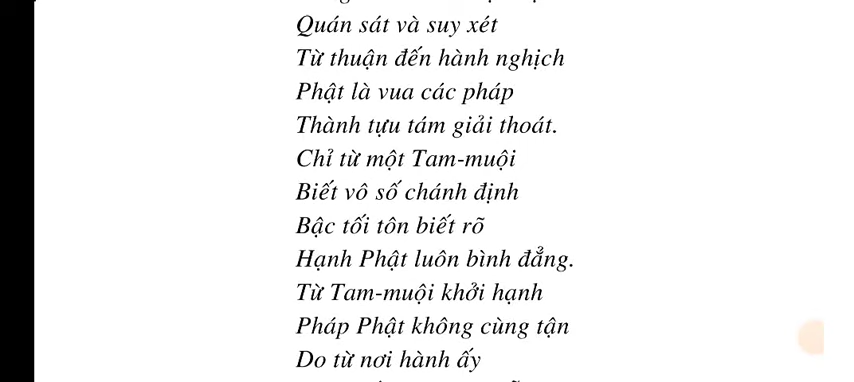 Quán sát và suy xét
Từ thuận đến hành nghịch
Phật là vua các pháp
Thành tựu tám giải thoát.
Chỉ từ một Tam-muội
Biết vô số chánh định
Bậc tối tôn biết rõ
Hạnh Phật luôn bình đẳng.
Từ Tam-muội khởi hạnh
Pháp Phật không cùng tận
Do từ nơi hành ấy